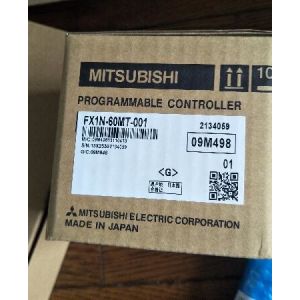 MITSUBISHI
10
PROGRAMMABLE CONTROLLER
FX1N-60MT-001
2134059
09M498
01
<G>
MITSUBISHI ELECTRIC CORPORATION
MADE IN JAPAN